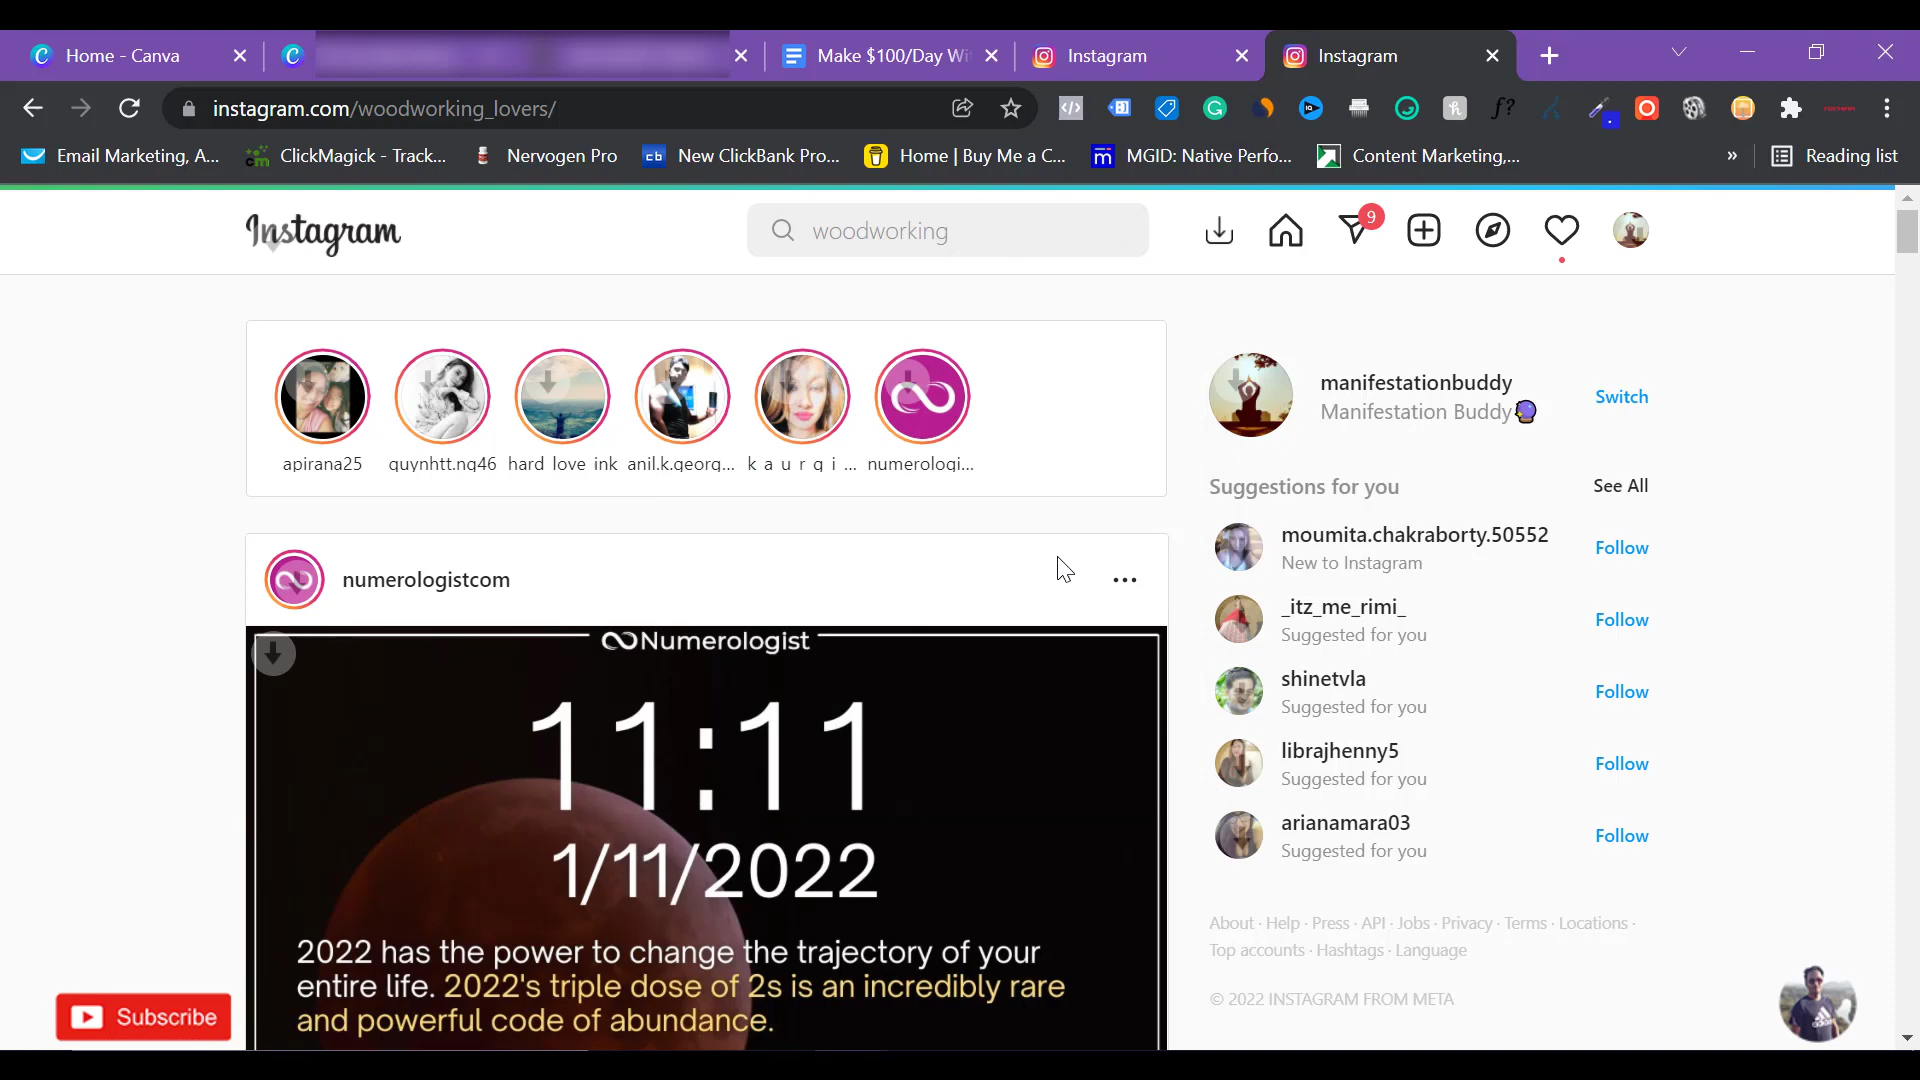 Home - Canva
Make $100/Day Wi
Instagram
Instagram
instagram.com/woodworking_lovers/
Email Marketing, A...
ClickMagick - Track...
Nervogen Pro
New ClickBank Pro...
Home | Buy Me a C...
MGID: Native Perfo...
Content Marketing,...
»
Reading list
Instagram
woodworking
9
apirana25
quynhtt.ng46
hard_love_ink
anil.k.georg...
k_a_u_r_g_i_...
numerologi...
manifestationbuddy
Manifestation Buddy🔮
Switch
Suggestions for you
See All
moumita.chakraborty.50552
New to Instagram
Follow
_itz_me_rimi_
Suggested for you
Follow
shinetvla
Suggested for you
Follow
librajhenny5
Suggested for you
Follow
arianamara03
Suggested for you
Follow
About · Help · Press · API · Jobs · Privacy · Terms · Locations ·
Top accounts · Hashtags · Language
© 2022 INSTAGRAM FROM META
numerologistcom
Numerologist
11:11
1/11/2022
2022 has the power to change the trajectory of your
entire life. 2022's triple dose of 2s is an incredibly rare
and powerful code of abundance.
Subscribe